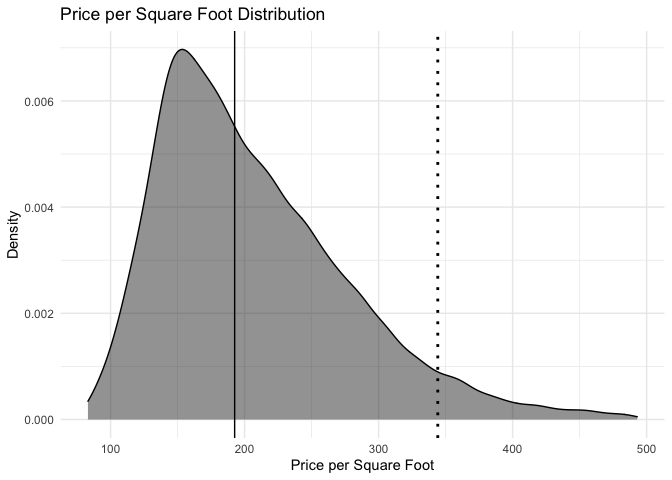 Price per Square Foot Distribution
0.006
0.004
0.002
0.000
Density
100 200 300 400 500
Price per Square Foot